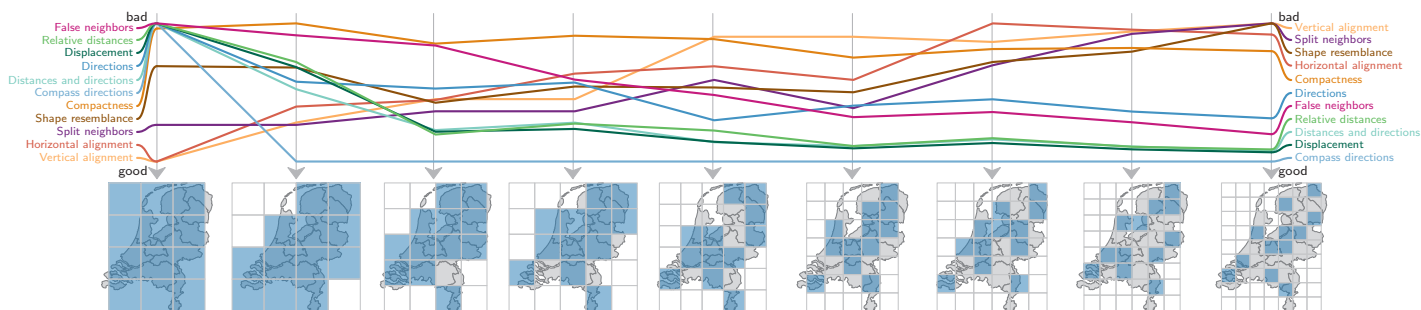 bad
False neighbors
Relative distances
Displacement
Directions
Distances and directions
Compass directions
Compactness
Shape resemblance
Split neighbors
Horizontal alignment
Vertical alignment
good
bad
Vertical alignment
Split neighbors
Shape resemblance
Horizontal alignment
Compactness
Directions
False neighbors
Relative distances
Distances and directions
Displacement
Compass directions
good